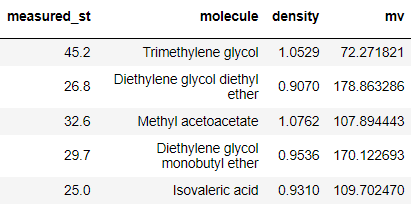 measured_st molecule density mv
45.2 Trimethylene glycol 1.0529 72.271821
26.8 Diethylene glycol diethyl ether 0.9070 178.863286
32.6 Methyl acetoacetate 1.0762 107.894443
29.7 Diethylene glycol monobutyl ether 0.9536 170.122693
25.0 Isovaleric acid 0.9310 109.702470